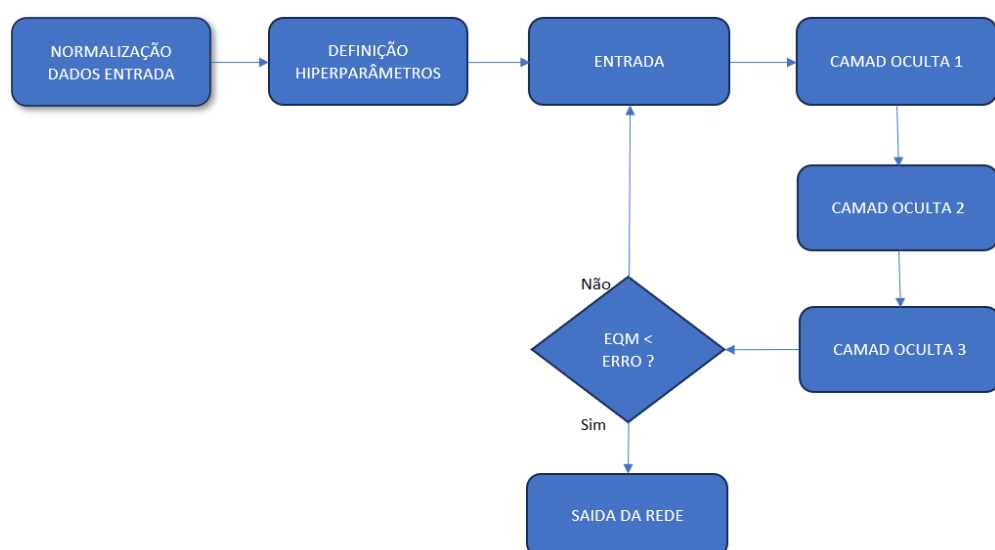 NORMALIZAÇÃO
DADOS ENTRADA
DEFINIÇÃO
HIPERPARÂMETROS
ENTRADA
CAMAD OCULTA 1
CAMAD OCULTA 2
CAMAD OCULTA 3
Não
EQM <
ERRO ?
Sim
SAIDA DA REDE